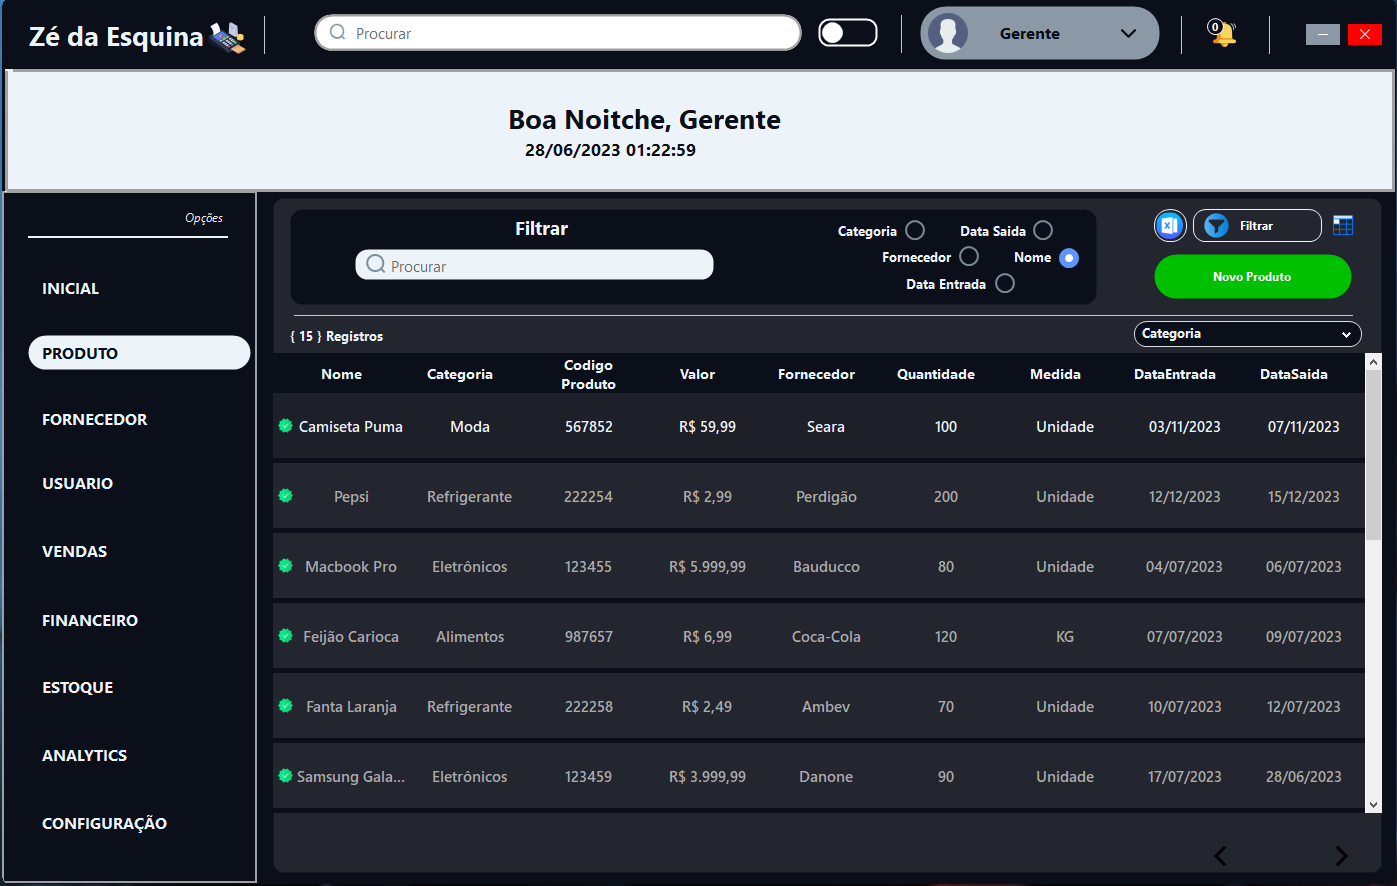 Zé da Esquina
Procurar
Gerente
0
Boa Noitche, Gerente
28/06/2023 01:22:59
Opções
INICIAL
PRODUTO
FORNECEDOR
USUARIO
VENDAS
FINANCEIRO
ESTOQUE
ANALYTICS
CONFIGURAÇÃO
Filtrar
Procurar
Categoria
Data Saida
Fornecedor
Nome
Data Entrada
Filtrar
Novo Produto
{ 15 } Registros
Categoria
Nome Categoria Codigo Produto Valor Fornecedor Quantidade Medida DataEntrada DataSaida
Camiseta Puma Moda 567852 R$ 59,99 Seara 100 Unidade 03/11/2023 07/11/2023
Pepsi Refrigerante 222254 R$ 2,99 Perdigão 200 Unidade 12/12/2023 15/12/2023
Macbook Pro Eletrônicos 123455 R$ 5.999,99 Bauducco 80 Unidade 04/07/2023 06/07/2023
Feijão Carioca Alimentos 987657 R$ 6,99 Coca-Cola 120 KG 07/07/2023 09/07/2023
Fanta Laranja Refrigerante 222258 R$ 2,49 Ambev 70 Unidade 10/07/2023 12/07/2023
Samsung Gala... Eletrônicos 123459 R$ 3.999,99 Danone 90 Unidade 17/07/2023 28/06/2023